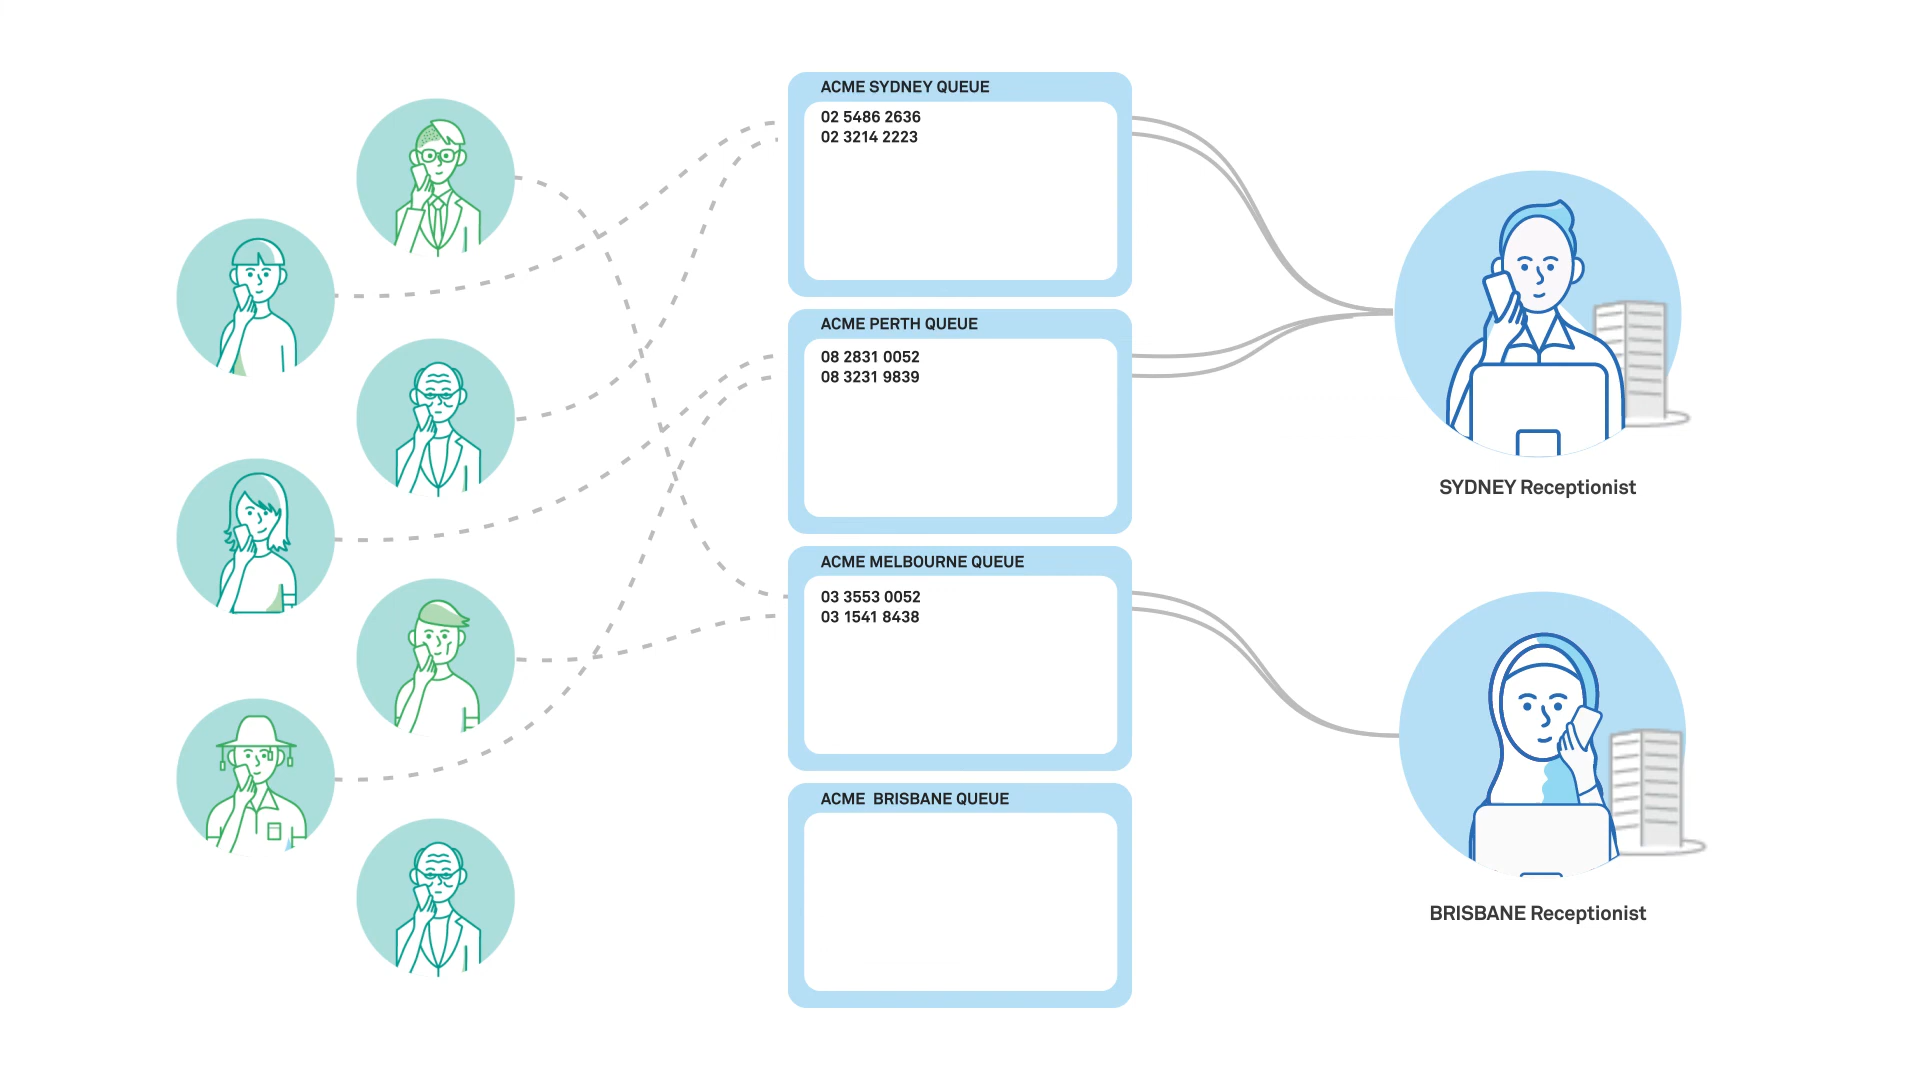 ACME SYDNEY QUEUE
02 5486 2636
02 3214 2223
ACME PERTH QUEUE
08 2831 0052
08 3231 9839
ACME MELBOURNE QUEUE
03 3553 0052
03 1541 8438
ACME  BRISBANE QUEUE
SYDNEY Receptionist
BRISBANE Receptionist